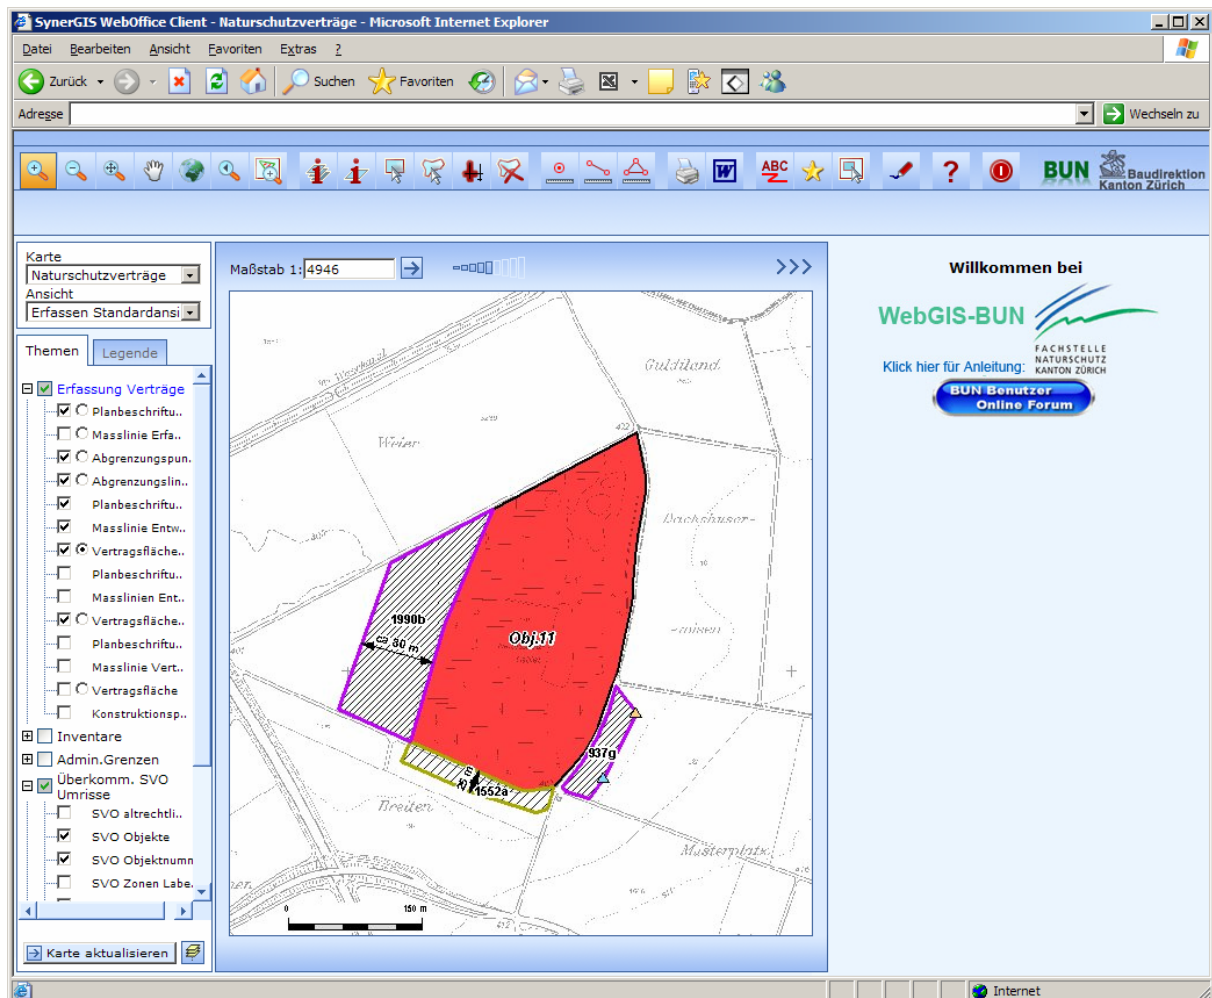 SynerGIS WebOffice Client - Naturschutzverträge - Microsoft Internet Explorer
Datei Bearbeiten Ansicht Favoriten Extras ?
Zurück Suchen Favoriten
Adresse Wechseln zu
ABC BUN Baudirektion
Kanton Zürich
Karte
Naturschutzverträge
Ansicht
Erfassen Standardansi
Themen Legende
Erfassung Verträge
Planbeschriftu..
Masslinie Erfa..
Abgrenzungspun.
Abgrenzungslin..
Planbeschriftu..
Masslinie Entw..
Vertragsfläche..
Planbeschriftu..
Masslinien Ent..
Vertragsfläche..
Planbeschriftu..
Masslinie Vert..
Vertragsfläche
Konstruktionsp..
Inventare
Admin.Grenzen
Überkomm. SVO
Umrisse
SVO altrechtli..
SVO Objekte
SVO Objektnumn
SVO Zonen Labe.
Karte aktualisieren
Maßstab 1: 4946 >>>
Guldiland
Weier
Dachshuser-
1990b
ca 80 m
Obj.11
-meisen
937g
25 m
1552a
Breiten
Musterplatz
0 150 m
Willkommen bei
WebGIS-BUN
FACHSTELLE
NATURSCHUTZ
KANTON ZÜRICH
Klick hier für Anleitung:
BUN Benutzer
Online Forum
Internet